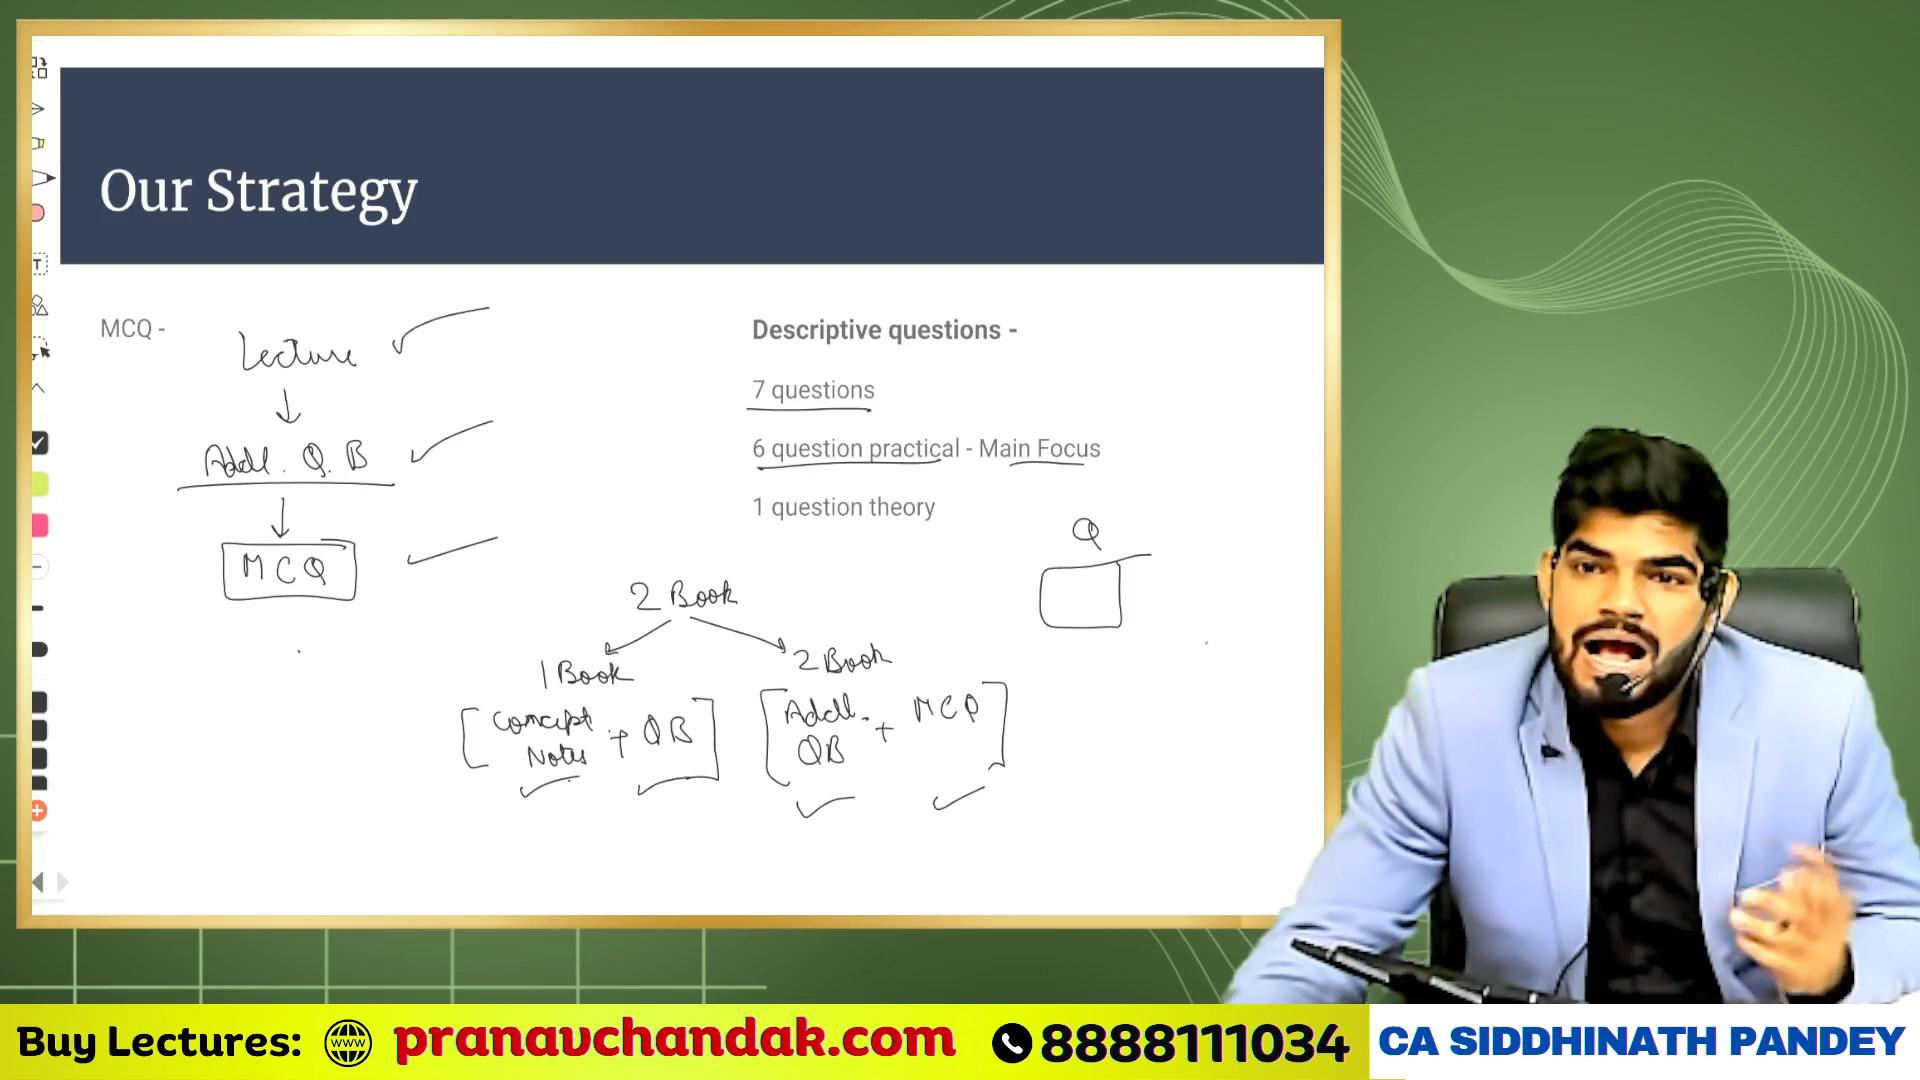 Our Strategy
MCQ -
Lecture
Addl. Q. B
MCQ
Descriptive questions -
7 questions
6 question practical - Main Focus
1 question theory
Q
2 Book
1 Book
[Concept Notes + QB]
2 Book
[Addl. QB + MCQ]
Buy Lectures: WWW pranavchandak.com 8888111034 CA SIDDHINATH PANDEY